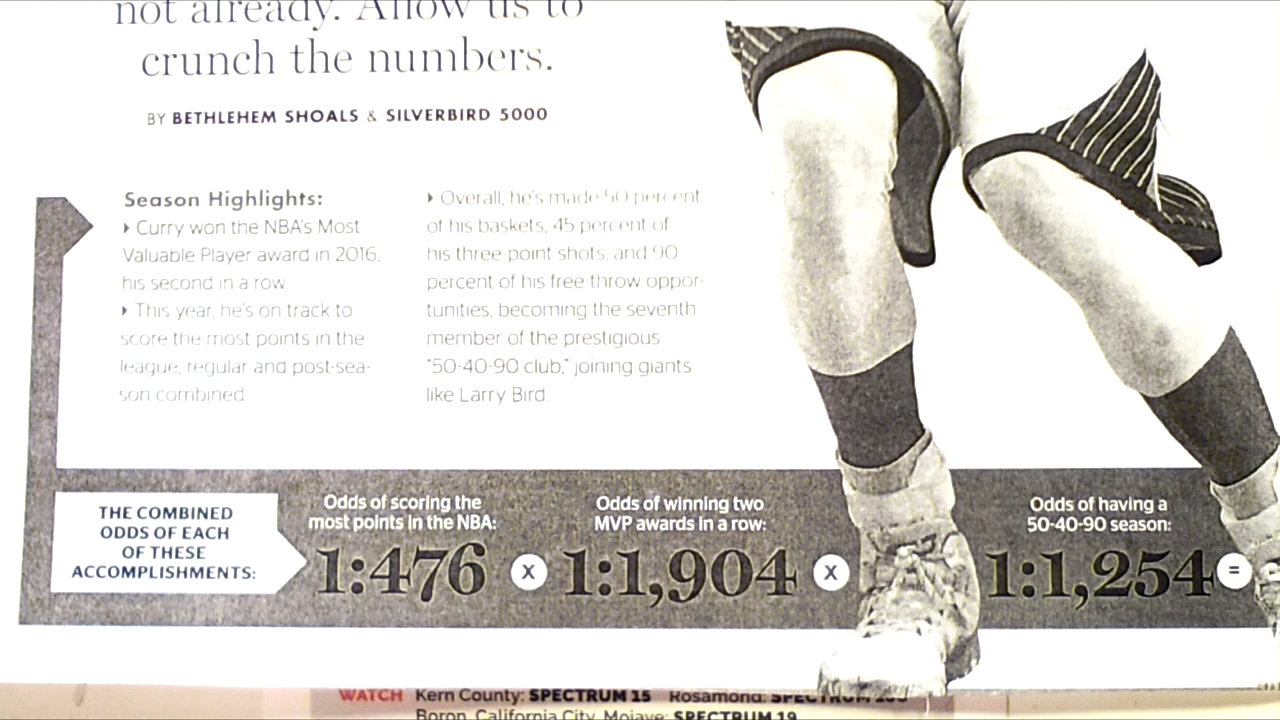 not already. Allow us to
crunch the numbers.
BY BETHLEHEM SHOALS & SILVERBIRD 5000
Season Highlights:
Curry won the NBA's Most
Valuable Player award in 2016,
his second in a row.
This year, he's on track to
score the most points in the
league, regular and post-sea-
son combined.
Overall, he's made 50 percent
of his baskets, 45 percent of
his three point shots, and 90
percent of his free throw oppor-
tunities, becoming the seventh
member of the prestigious
"50-40-90 club," joining giants
like Larry Bird.
THE COMBINED
ODDS OF EACH
OF THESE
ACCOMPLISHMENTS:
Odds of scoring the
most points in the NBA:
1:476
X
Odds of winning two
MVP awards in a row:
1:1,904
X
Odds of having a
50-40-90 season:
1:1,254
=
WATCH Kern County: SPECTRUM 15 Rosamond: SPECTRUM
Boron, California City, Mojave: SPECTRUM 19